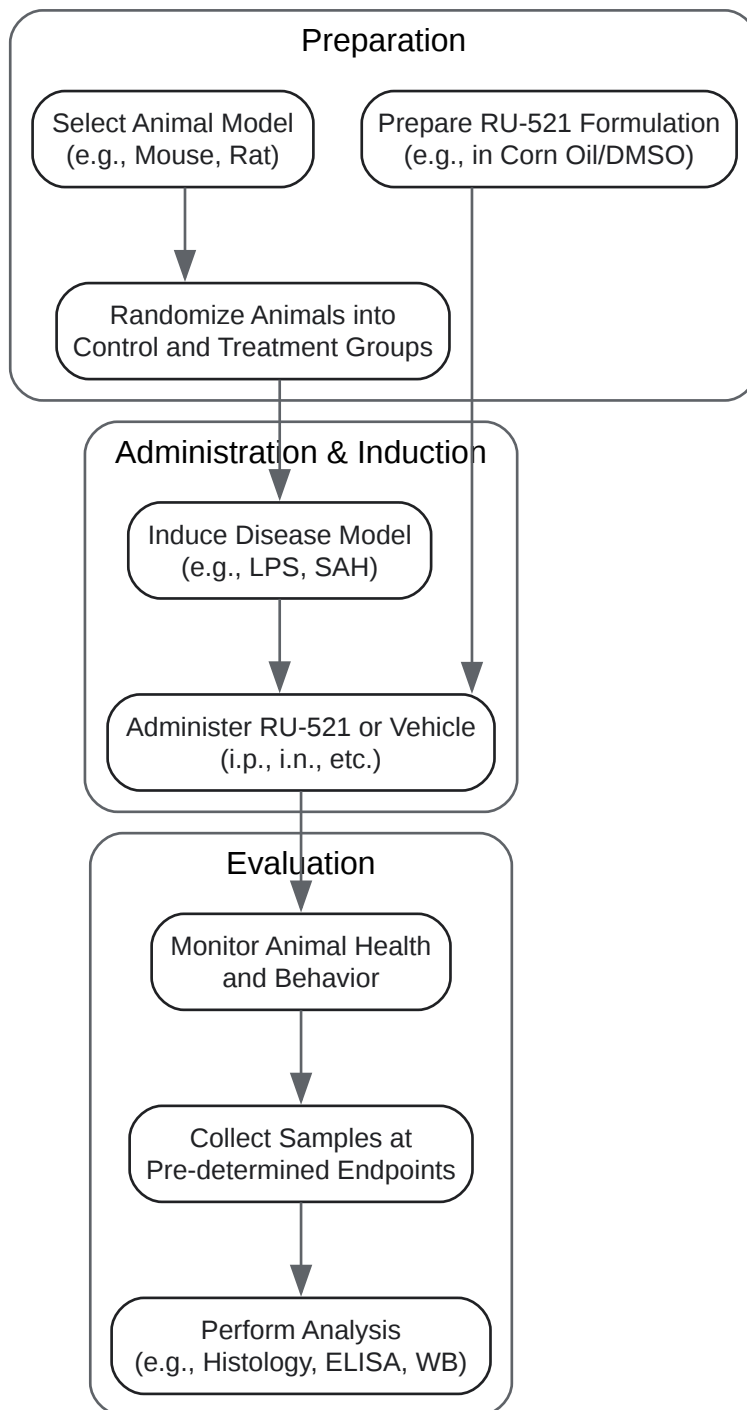 Preparation
Select Animal Model
(e.g., Mouse, Rat)
Prepare RU-521 Formulation
(e.g., in Corn Oil/DMSO)
Randomize Animals into
Control and Treatment Groups
Administration & Induction
Induce Disease Model
(e.g., LPS, SAH)
Administer RU-521 or Vehicle
(i.p., i.n., etc.)
Evaluation
Monitor Animal Health
and Behavior
Collect Samples at
Pre-determined Endpoints
Perform Analysis
(e.g., Histology, ELISA, WB)